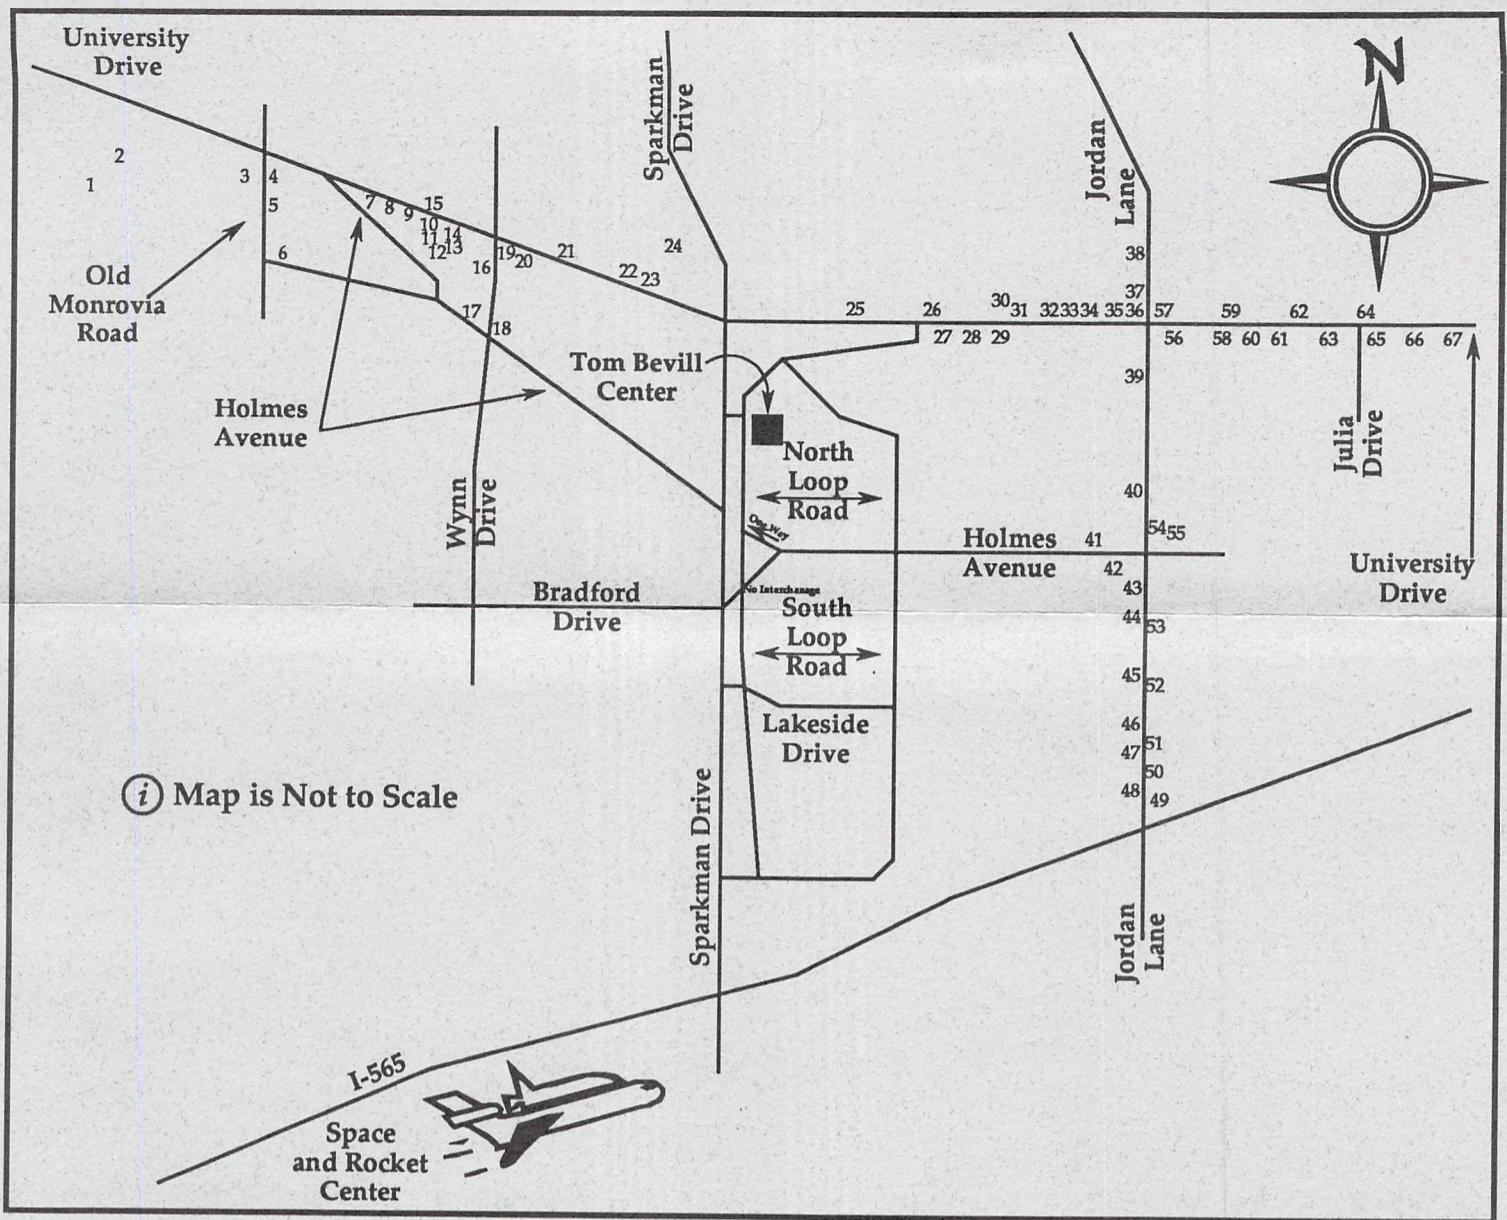 University
Drive
Sparkman
Drive
Jordan
Lane
N
2
1
3 4
5
6
Old
Monrovia
Road
7 8 9 15
10
11 14
12 13
16 19 20 21
22 23
24
17
18
Holmes
Avenue
Wynn
Drive
Tom Bevill
Center
25 26 30 31 32 33 34 35 36 57 59 62 64
27 28 29 56 58 60 61 63 65 66 67
38
37
39
Julia
Drive
North
Loop
Road
One Way
40
54 55
Holmes
Avenue
41
42
43
44
53
45
52
46
51
47
50
48
49
University
Drive
Bradford
Drive
No Interchange
South
Loop
Road
Lakeside
Drive
i Map is Not to Scale
Sparkman Drive
Jordan
Lane
I-565
Space
and Rocket
Center